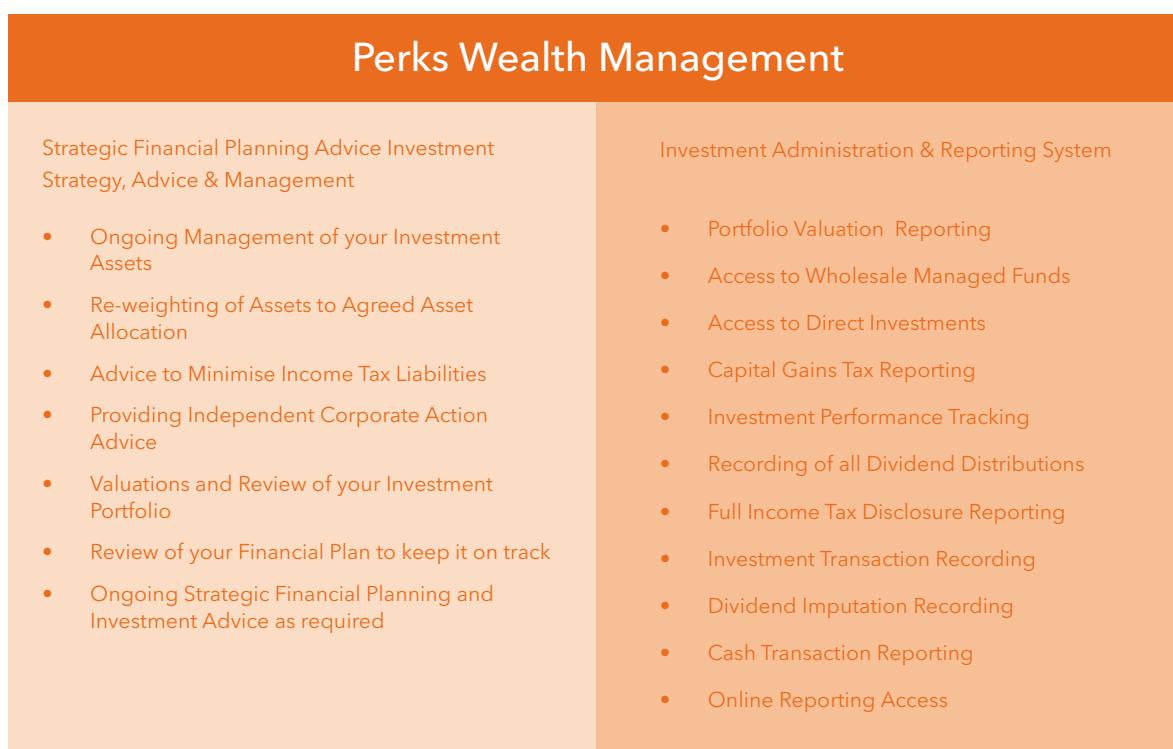 Perks Wealth Management
Strategic Financial Planning Advice Investment
Strategy, Advice & Management
• Ongoing Management of your Investment
Assets
• Re-weighting of Assets to Agreed Asset
Allocation
• Advice to Minimise Income Tax Liabilities
• Providing Independent Corporate Action
Advice
• Valuations and Review of your Investment
Portfolio
• Review of your Financial Plan to keep it on track
• Ongoing Strategic Financial Planning and
Investment Advice as required
Investment Administration & Reporting System
• Portfolio Valuation Reporting
• Access to Wholesale Managed Funds
• Access to Direct Investments
• Capital Gains Tax Reporting
• Investment Performance Tracking
• Recording of all Dividend Distributions
• Full Income Tax Disclosure Reporting
• Investment Transaction Recording
• Dividend Imputation Recording
• Cash Transaction Reporting
• Online Reporting Access